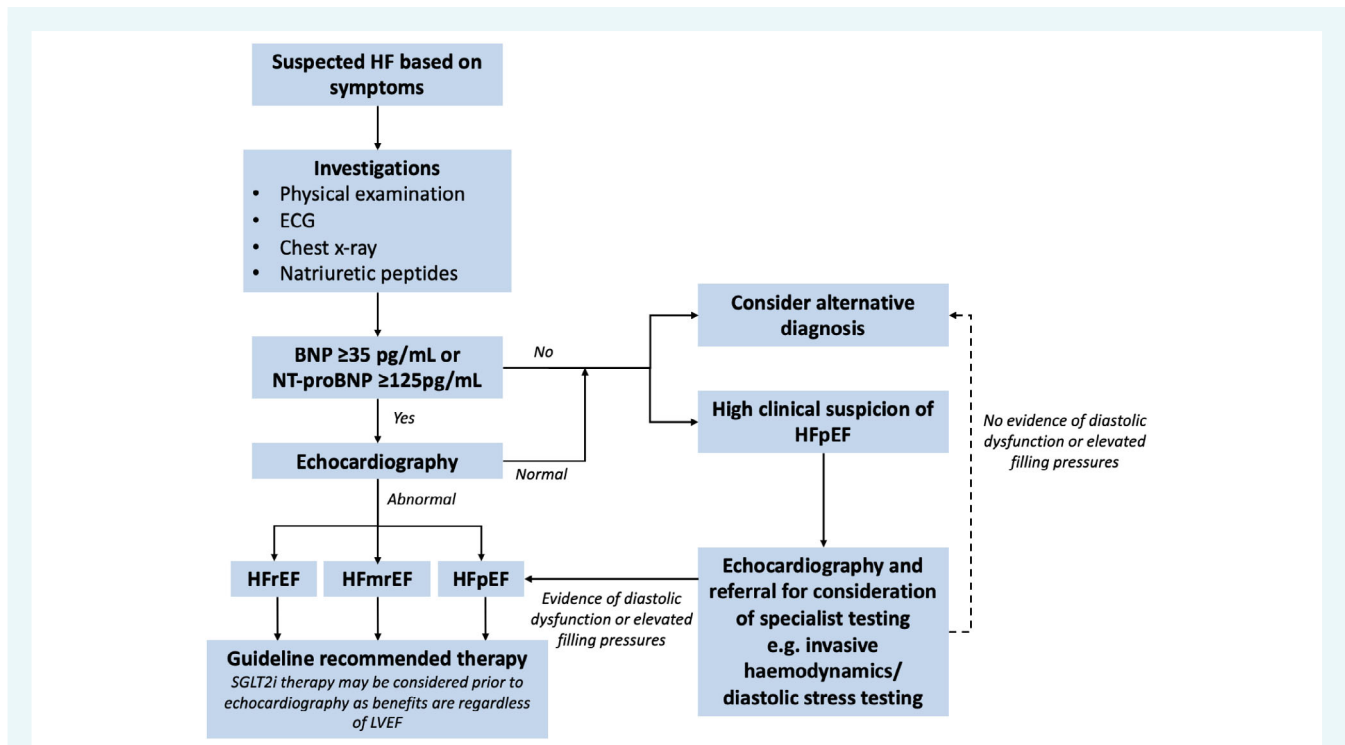 Suspected HF based on
symptoms
Investigations
• Physical examination
• ECG
• Chest x-ray
• Natriuretic peptides
BNP ≥35 pg/mL or
NT-proBNP ≥125pg/mL
No
Yes
Echocardiography
Normal
Abnormal
HFrEF
HFmrEF
HFpEF
Guideline recommended therapy
SGLT2i therapy may be considered prior to
echocardiography as benefits are regardless
of LVEF
Consider alternative
diagnosis
High clinical suspicion of
HFpEF
No evidence of diastolic
dysfunction or elevated
filling pressures
Echocardiography and
referral for consideration
of specialist testing
e.g. invasive
haemodynamics/
diastolic stress testing
Evidence of diastolic
dysfunction or elevated
filling pressures